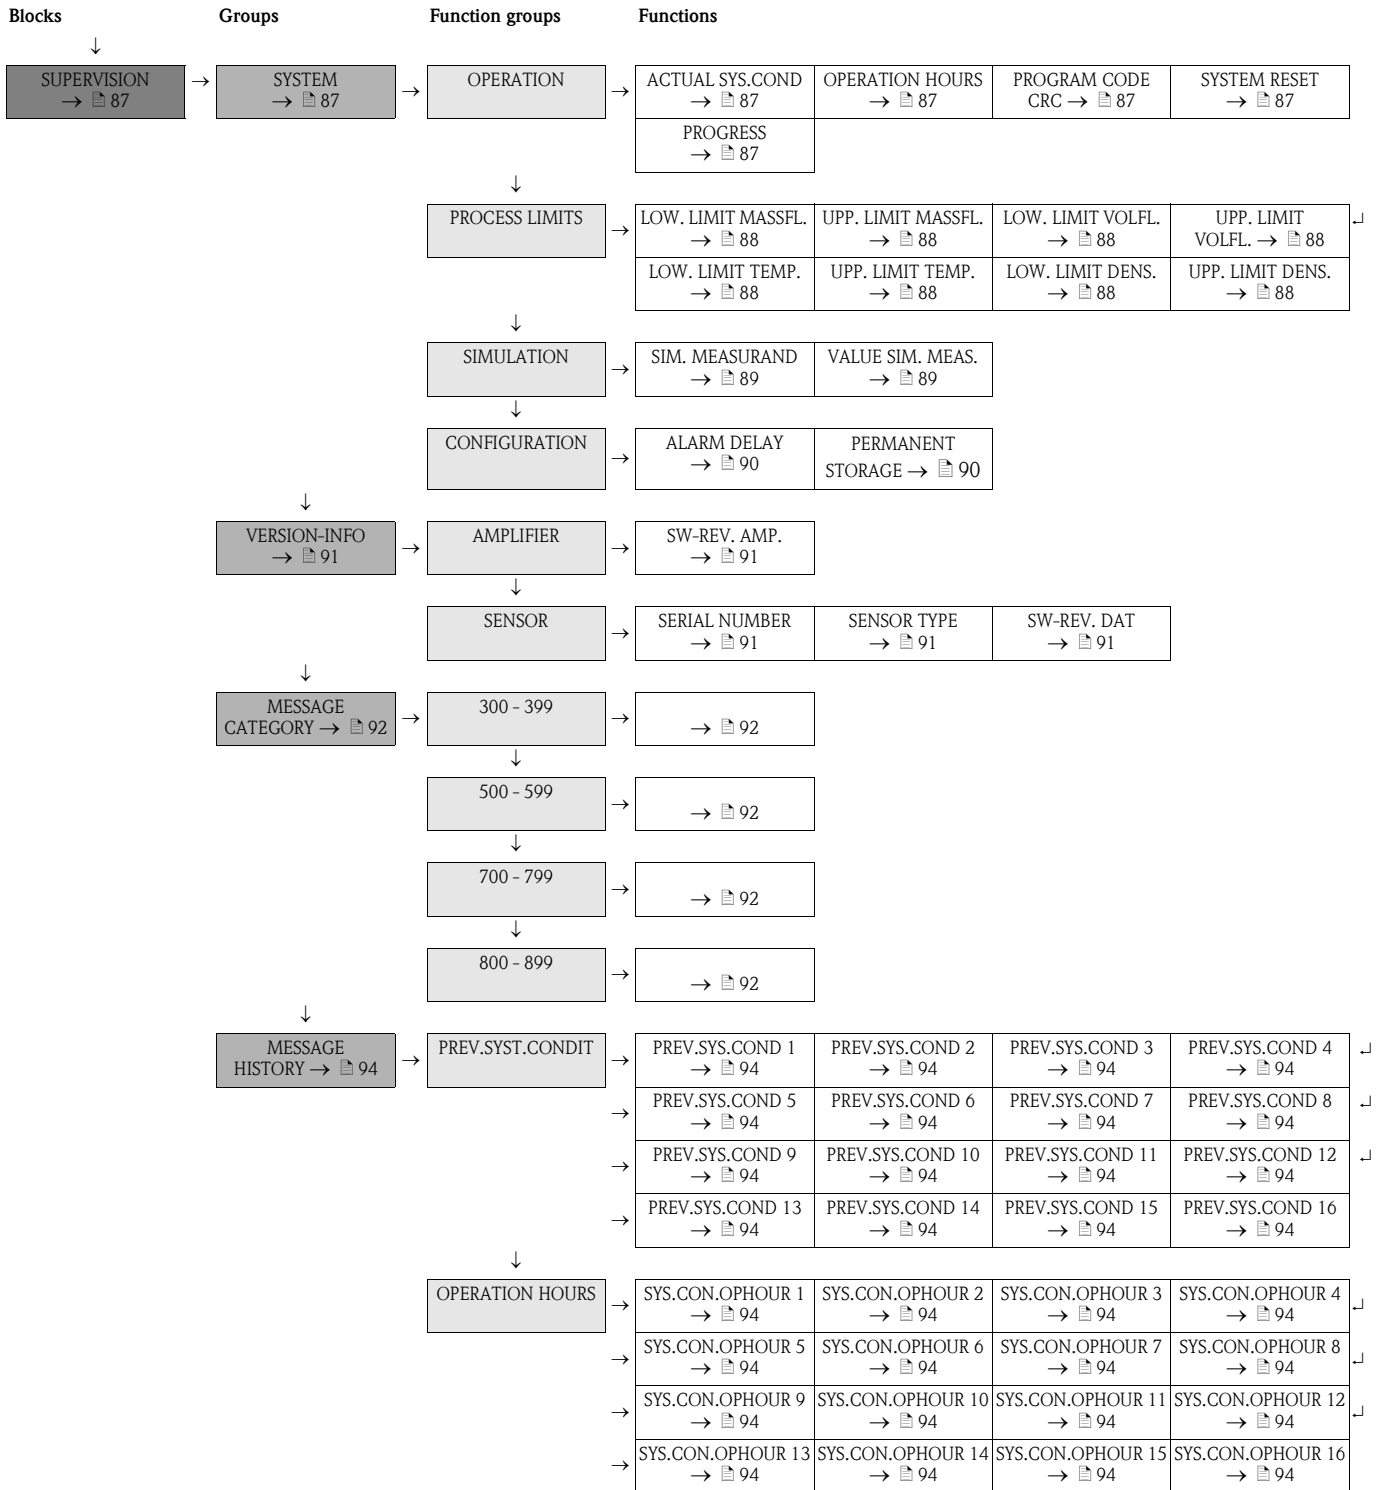 Blocks Groups Function groups Functions
↓
SUPERVISION → SYSTEM → OPERATION → ACTUAL SYS.COND OPERATION HOURS PROGRAM CODE SYSTEM RESET
→ 87 → 87 → 87 → 87 CRC → 87 → 87
PROGRESS
→ 87
↓
PROCESS LIMITS → LOW. LIMIT MASSFL. UPP. LIMIT MASSFL. LOW. LIMIT VOLFL. UPP. LIMIT ↵
→ 88 → 88 → 88 VOLFL. → 88
LOW. LIMIT TEMP. UPP. LIMIT TEMP. LOW. LIMIT DENS. UPP. LIMIT DENS.
→ 88 → 88 → 88 → 88
↓
SIMULATION → SIM. MEASURAND VALUE SIM. MEAS.
→ 89 → 89
↓
CONFIGURATION → ALARM DELAY PERMANENT
→ 90 STORAGE → 90
↓
VERSION-INFO → AMPLIFIER → SW-REV. AMP.
→ 91 → 91
↓
SENSOR → SERIAL NUMBER SENSOR TYPE SW-REV. DAT
→ 91 → 91 → 91
↓
MESSAGE → 300 - 399 →
CATEGORY → 92 → 92
↓
500 - 599 →
→ 92
↓
700 - 799 →
→ 92
↓
800 - 899 →
→ 92
↓
MESSAGE → PREV.SYST.CONDIT → PREV.SYS.COND 1 PREV.SYS.COND 2 PREV.SYS.COND 3 PREV.SYS.COND 4 ↵
HISTORY → 94 → 94 → 94 → 94 → 94
→ PREV.SYS.COND 5 PREV.SYS.COND 6 PREV.SYS.COND 7 PREV.SYS.COND 8 ↵
→ 94 → 94 → 94 → 94
→ PREV.SYS.COND 9 PREV.SYS.COND 10 PREV.SYS.COND 11 PREV.SYS.COND 12 ↵
→ 94 → 94 → 94 → 94
→ PREV.SYS.COND 13 PREV.SYS.COND 14 PREV.SYS.COND 15 PREV.SYS.COND 16
→ 94 → 94 → 94 → 94
↓
OPERATION HOURS → SYS.CON.OPHOUR 1 SYS.CON.OPHOUR 2 SYS.CON.OPHOUR 3 SYS.CON.OPHOUR 4 ↵
→ 94 → 94 → 94 → 94
→ SYS.CON.OPHOUR 5 SYS.CON.OPHOUR 6 SYS.CON.OPHOUR 7 SYS.CON.OPHOUR 8 ↵
→ 94 → 94 → 94 → 94
→ SYS.CON.OPHOUR 9 SYS.CON.OPHOUR 10 SYS.CON.OPHOUR 11 SYS.CON.OPHOUR 12 ↵
→ 94 → 94 → 94 → 94
→ SYS.CON.OPHOUR 13 SYS.CON.OPHOUR 14 SYS.CON.OPHOUR 15 SYS.CON.OPHOUR 16
→ 94 → 94 → 94 → 94